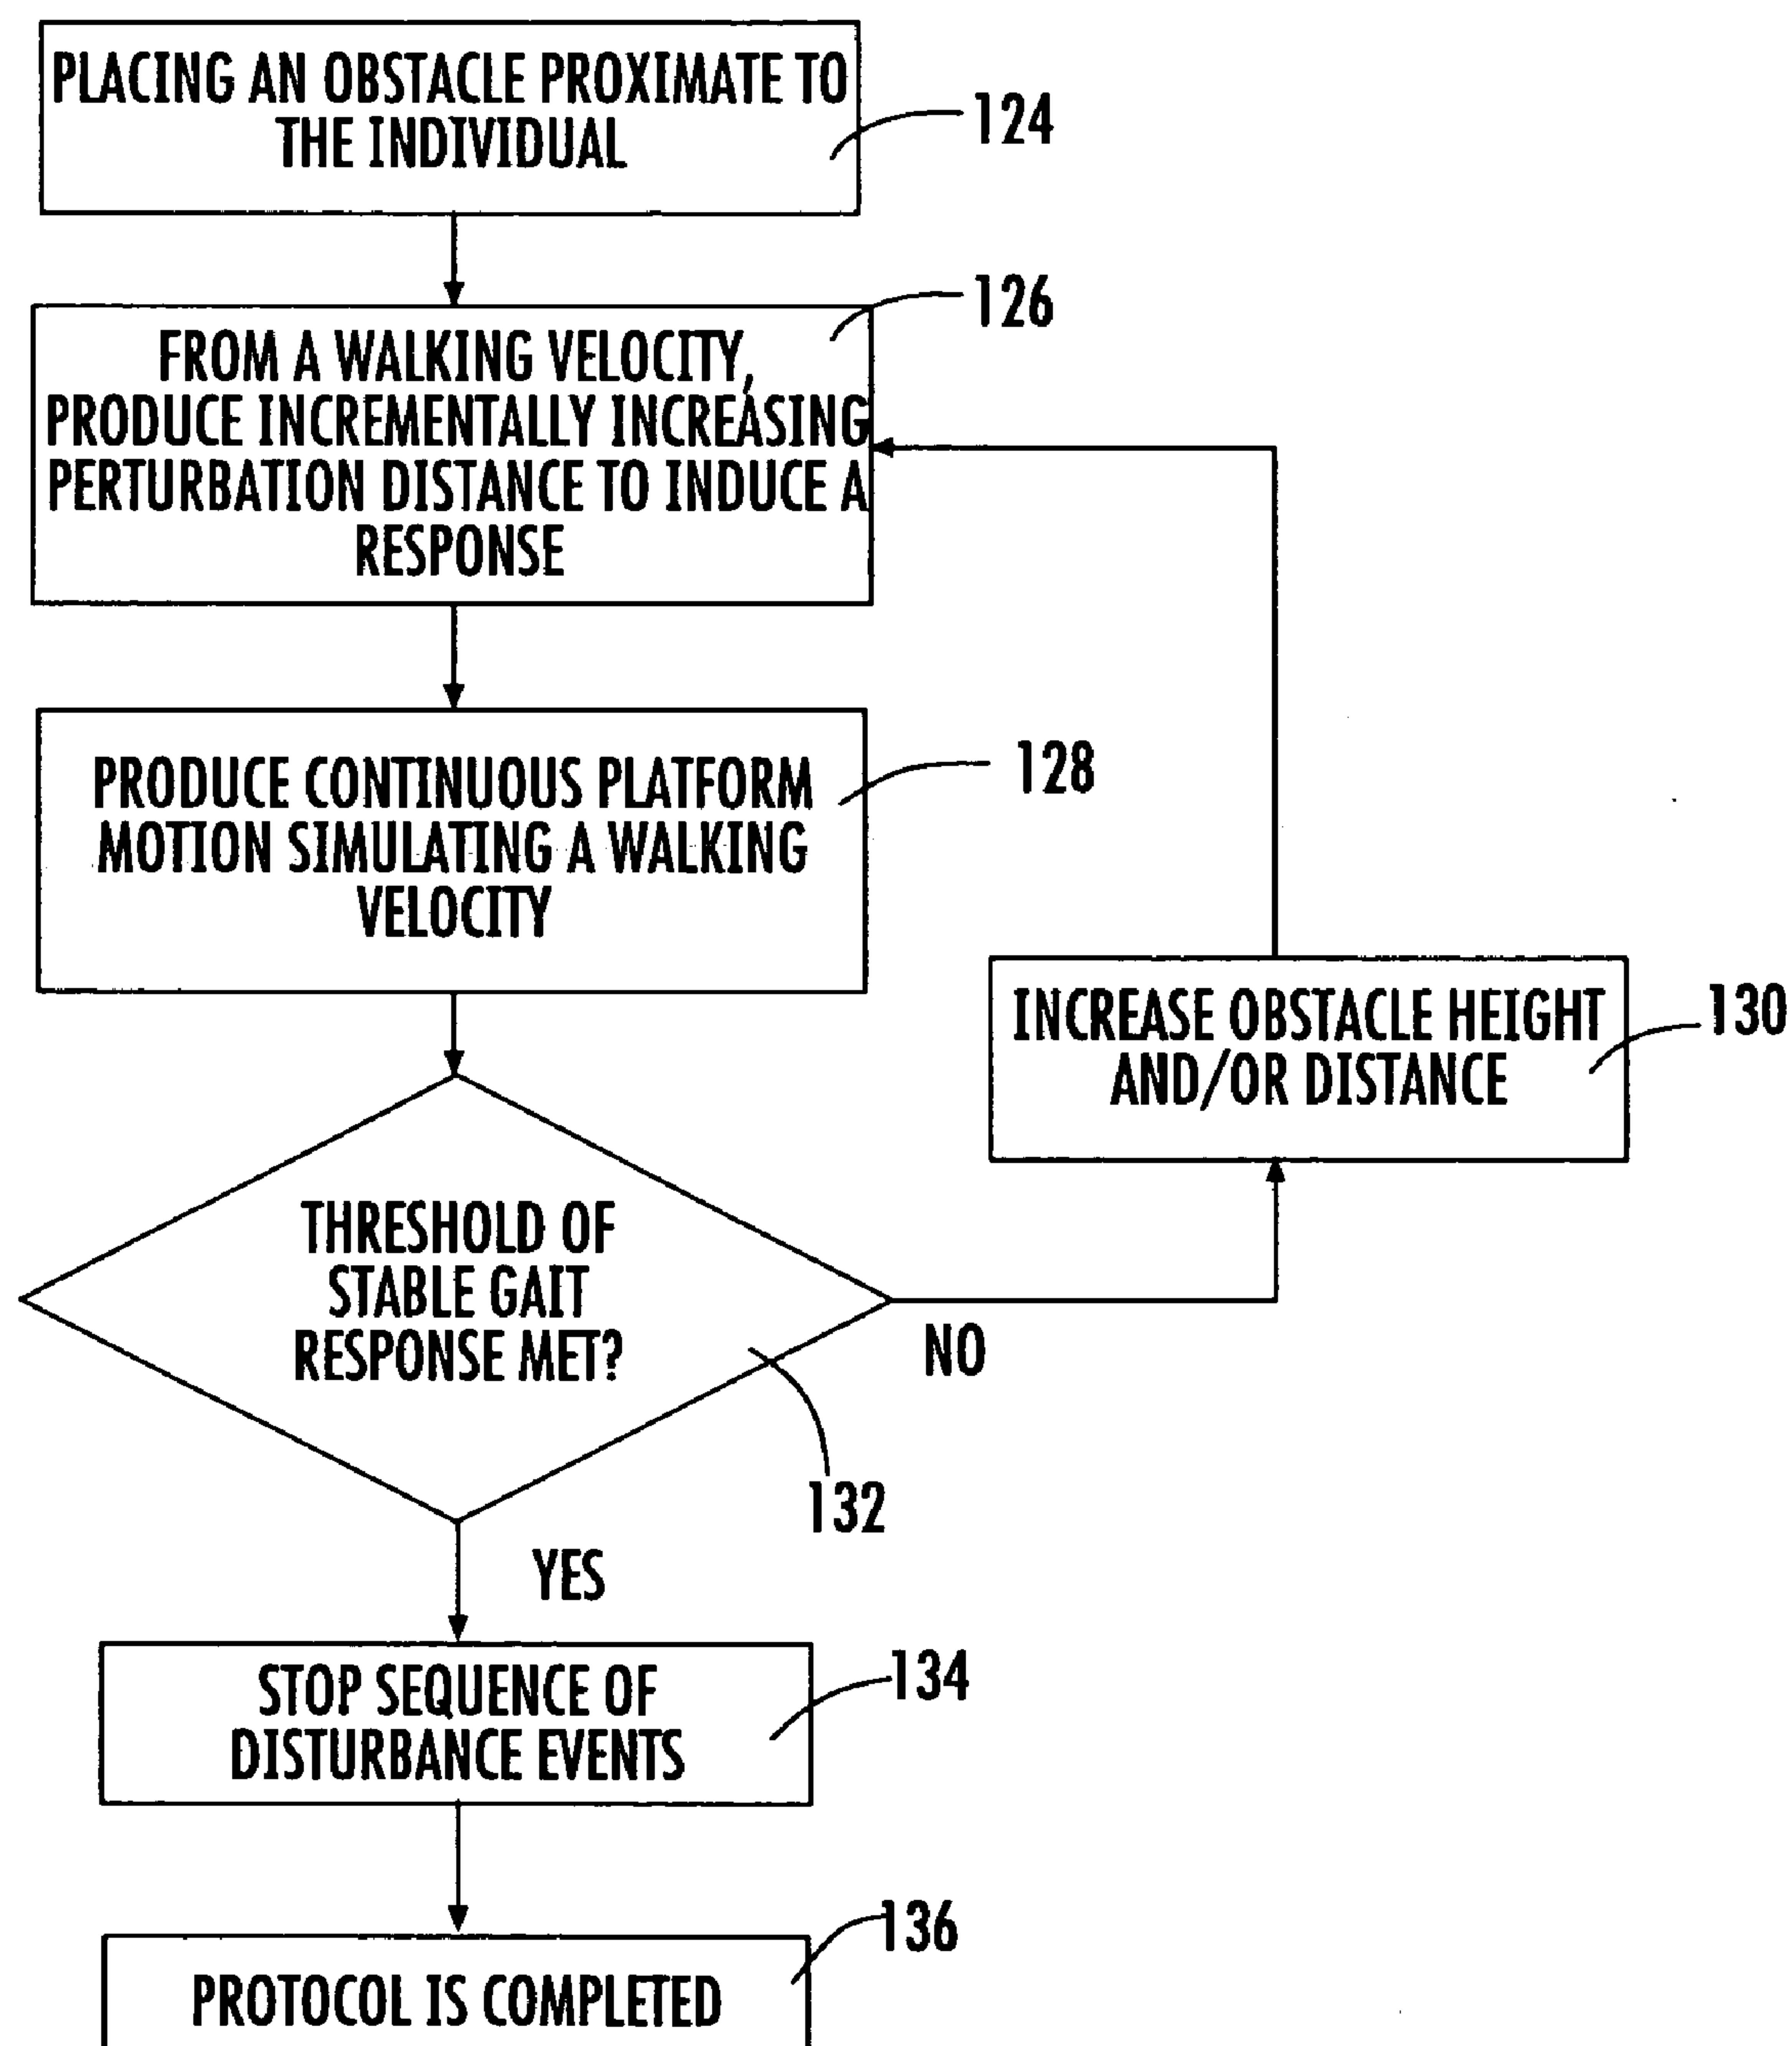 PLACING AN OBSTACLE PROXIMATE TO
THE INDIVIDUAL
124
126
FROM A WALKING VELOCITY,
PRODUCE INCREMENTALLY INCREASING
PERTURBATION DISTANCE TO INDUCE A
RESPONSE
128
PRODUCE CONTINUOUS PLATFORM
MOTION SIMULATING A WALKING
VELOCITY
INCREASE OBSTACLE HEIGHT
AND/OR DISTANCE
130
THRESHOLD OF
STABLE GAIT
RESPONSE MET?
NO
132
YES
STOP SEQUENCE OF
DISTURBANCE EVENTS
134
136
PROTOCOL IS COMPLETED